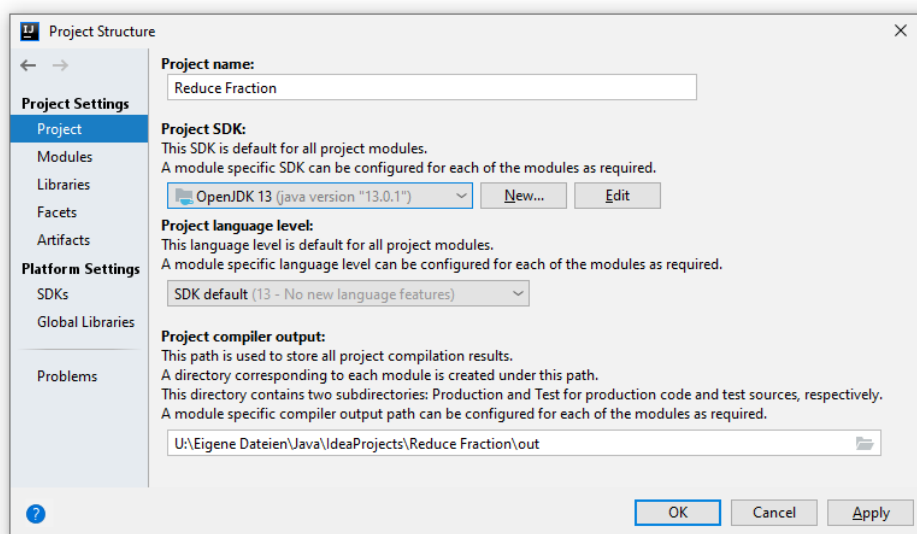 IJ Project Structure
Project Settings
Project
Modules
Libraries
Facets
Artifacts
Platform Settings
SDKs
Global Libraries
Problems
Project name:
Reduce Fraction
Project SDK:
This SDK is default for all project modules.
A module specific SDK can be configured for each of the modules as required.
OpenJDK 13 (java version "13.0.1") New... Edit
Project language level:
This language level is default for all project modules.
A module specific language level can be configured for each of the modules as required.
SDK default (13 - No new language features)
Project compiler output:
This path is used to store all project compilation results.
A directory corresponding to each module is created under this path.
This directory contains two subdirectories: Production and Test for production code and test sources, respectively.
A module specific compiler output path can be configured for each of the modules as required.
U:\Eigene Dateien\Java\IdeaProjects\Reduce Fraction\out
? OK Cancel Apply